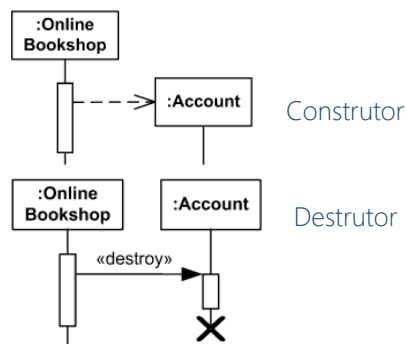 :Online
Bookshop
:Account
Construtor
:Online
Bookshop
:Account
Destrutor
«destroy»